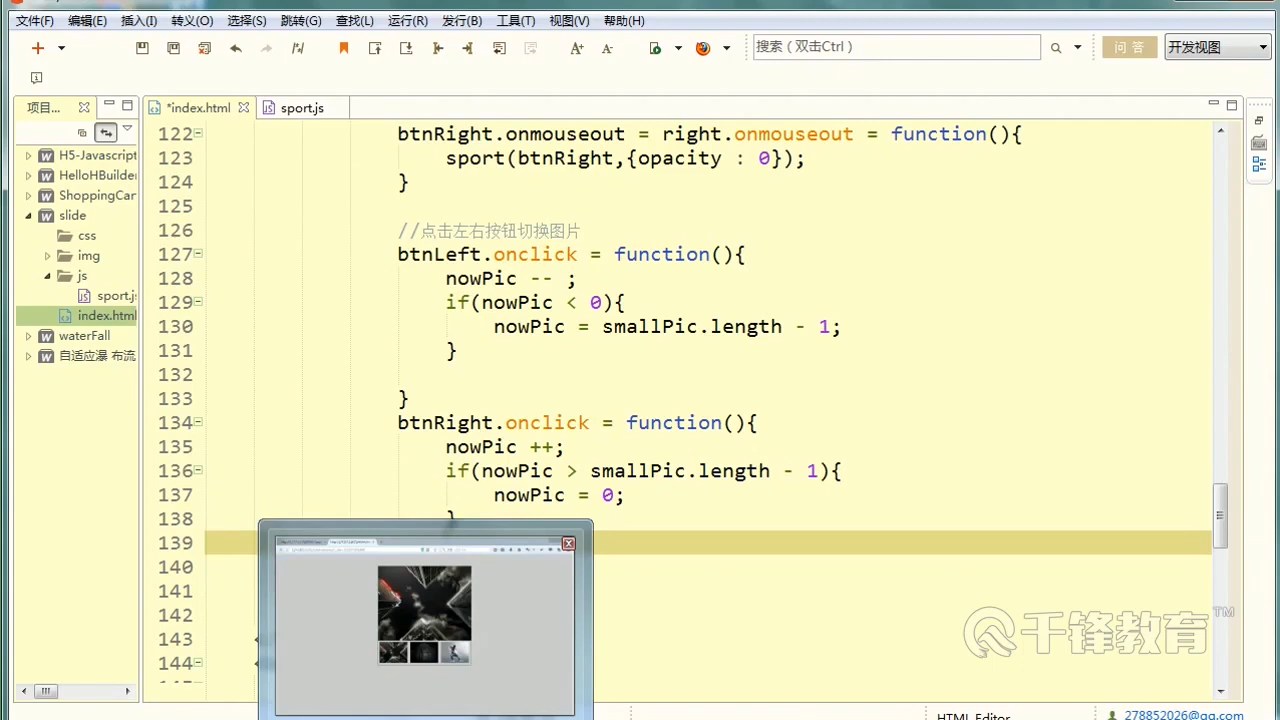 文件(F) 编辑(E) 插入(I) 转义(O) 选择(S) 跳转(G) 查找(L) 运行(R) 发行(B) 工具(T) 视图(V) 帮助(H)
搜索（双击Ctrl） 问 答 开发视图
项目... *index.html sport.js
H5-Javascript
HelloHBuilder
ShoppingCar
slide
css
img
js
sport.js
index.html
waterFall
自适应瀑 布流
122 btnRight.onmouseout = right.onmouseout = function(){
123 sport(btnRight,{opacity : 0});
124 }
125
126 //点击左右按钮切换图片
127 btnLeft.onclick = function(){
128 nowPic -- ;
129 if(nowPic < 0){
130 nowPic = smallPic.length - 1;
131 }
132
133 }
134 btnRight.onclick = function(){
135 nowPic ++;
136 if(nowPic > smallPic.length - 1){
137 nowPic = 0;
138 }
139
140
141
142
143
144
千锋教育 TM
HTML Editor 278852026@qq.com